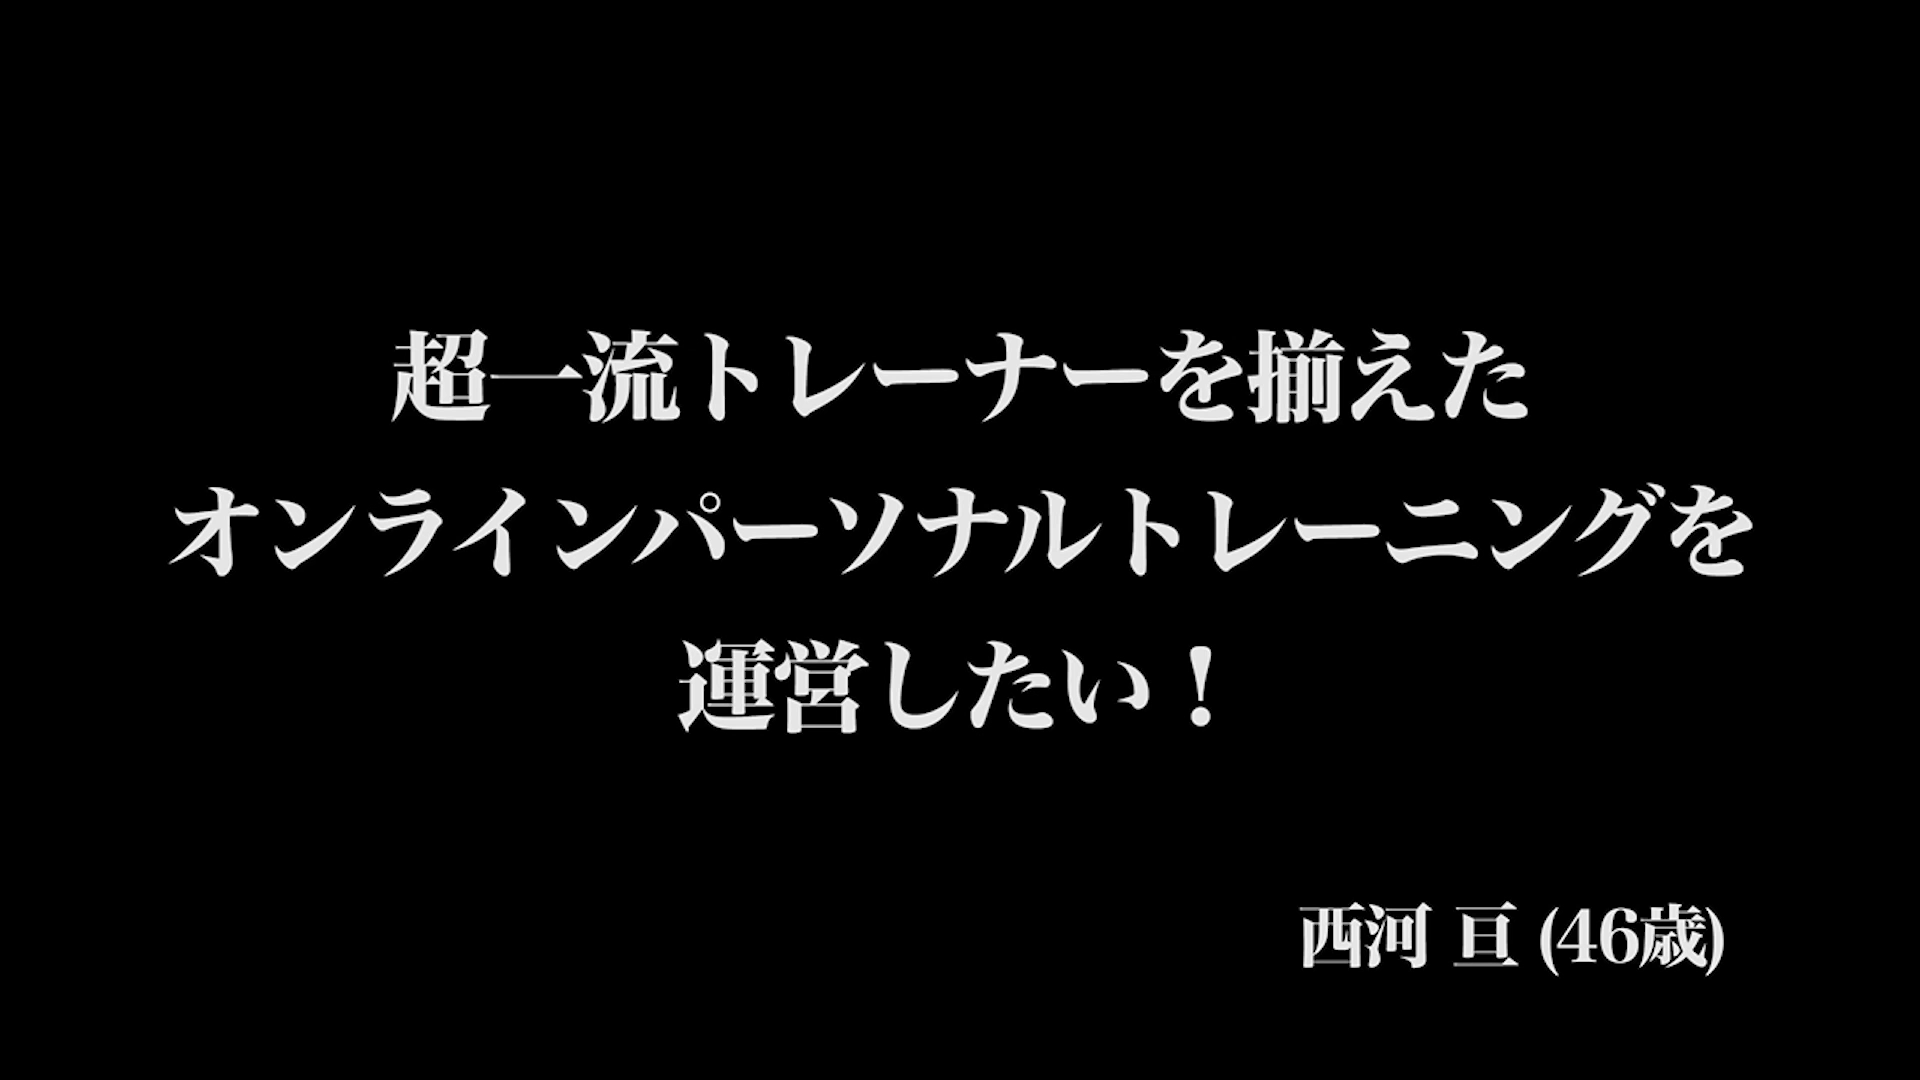 超一流トレーナーを揃えた
オンラインパーソナルトレーニングを
運営したい！
西河 亘 (46歳)